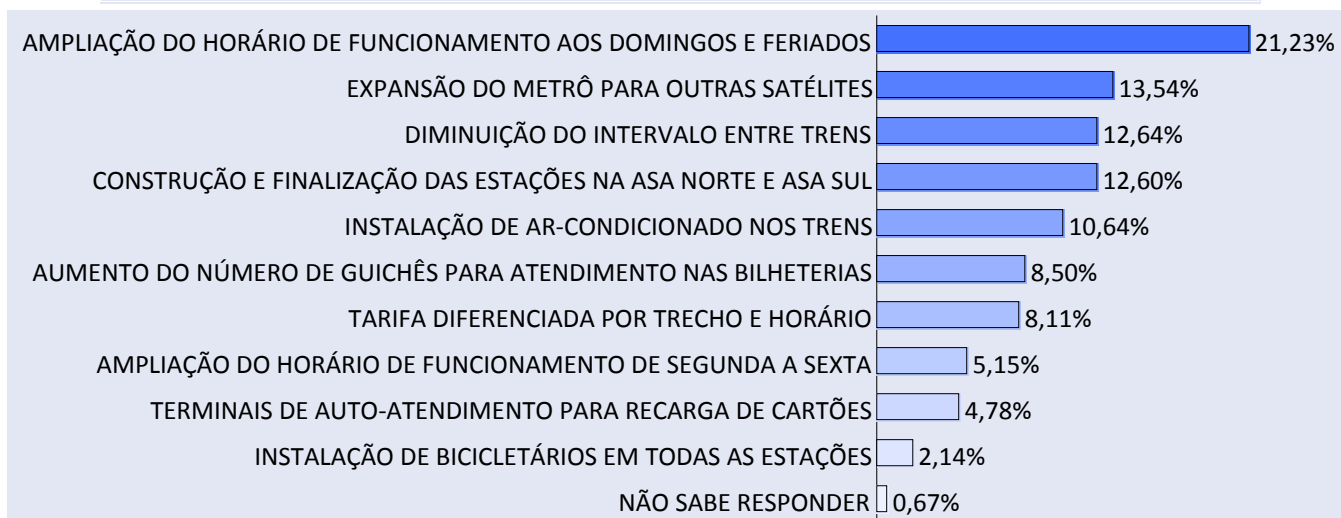 AMPLIAÇÃO DO HORÁRIO DE FUNCIONAMENTO AOS DOMINGOS E FERIADOS 21,23%
EXPANSÃO DO METRÔ PARA OUTRAS SATÉLITES 13,54%
DIMINUIÇÃO DO INTERVALO ENTRE TRENS 12,64%
CONSTRUÇÃO E FINALIZAÇÃO DAS ESTAÇÕES NA ASA NORTE E ASA SUL 12,60%
INSTALAÇÃO DE AR-CONDICIONADO NOS TRENS 10,64%
AUMENTO DO NÚMERO DE GUICHÊS PARA ATENDIMENTO NAS BILHETERIAS 8,50%
TARIFA DIFERENCIADA POR TRECHO E HORÁRIO 8,11%
AMPLIAÇÃO DO HORÁRIO DE FUNCIONAMENTO DE SEGUNDA A SEXTA 5,15%
TERMINAIS DE AUTO-ATENDIMENTO PARA RECARGA DE CARTÕES 4,78%
INSTALAÇÃO DE BICICLETÁRIOS EM TODAS AS ESTAÇÕES 2,14%
NÃO SABE RESPONDER 0,67%